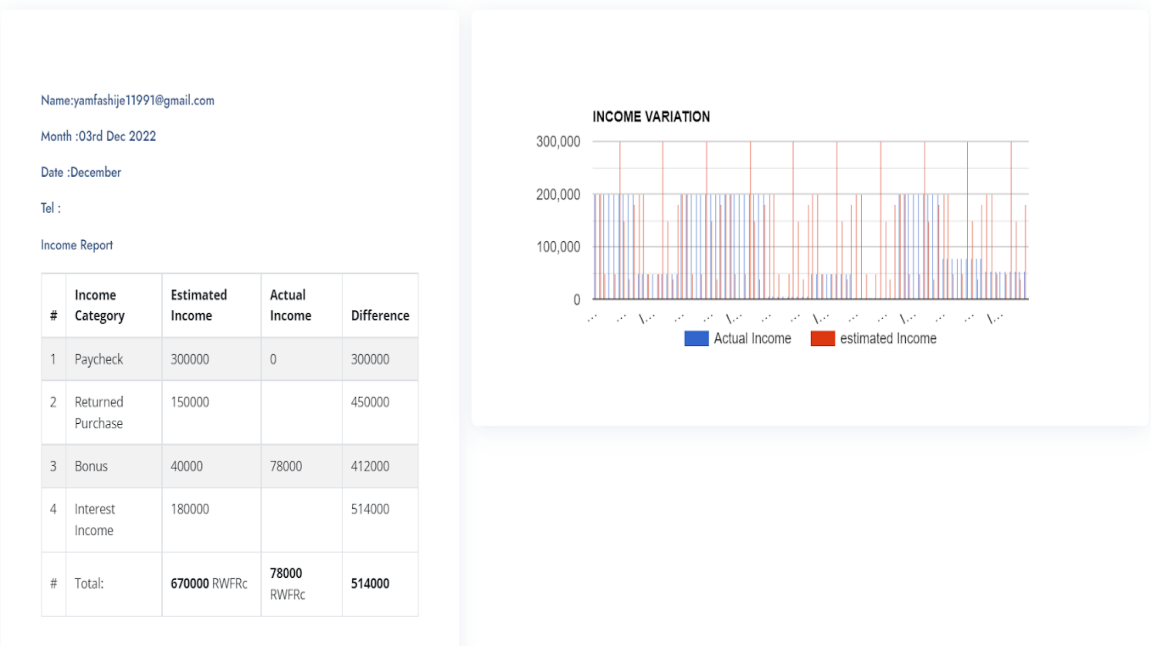 Name:yamfashije11991@gmail.com
Month :03rd Dec 2022
Date :December
Tel :
Income Report
# Income Category Estimated Income Actual Income Difference
1 Paycheck 300000 0 300000
2 Returned Purchase 150000 450000
3 Bonus 40000 78000 412000
4 Interest Income 180000 514000
# Total: 670000 RWFRc 78000 RWFRc 514000
INCOME VARIATION
300,000
200,000
100,000
0
Actual Income estimated Income